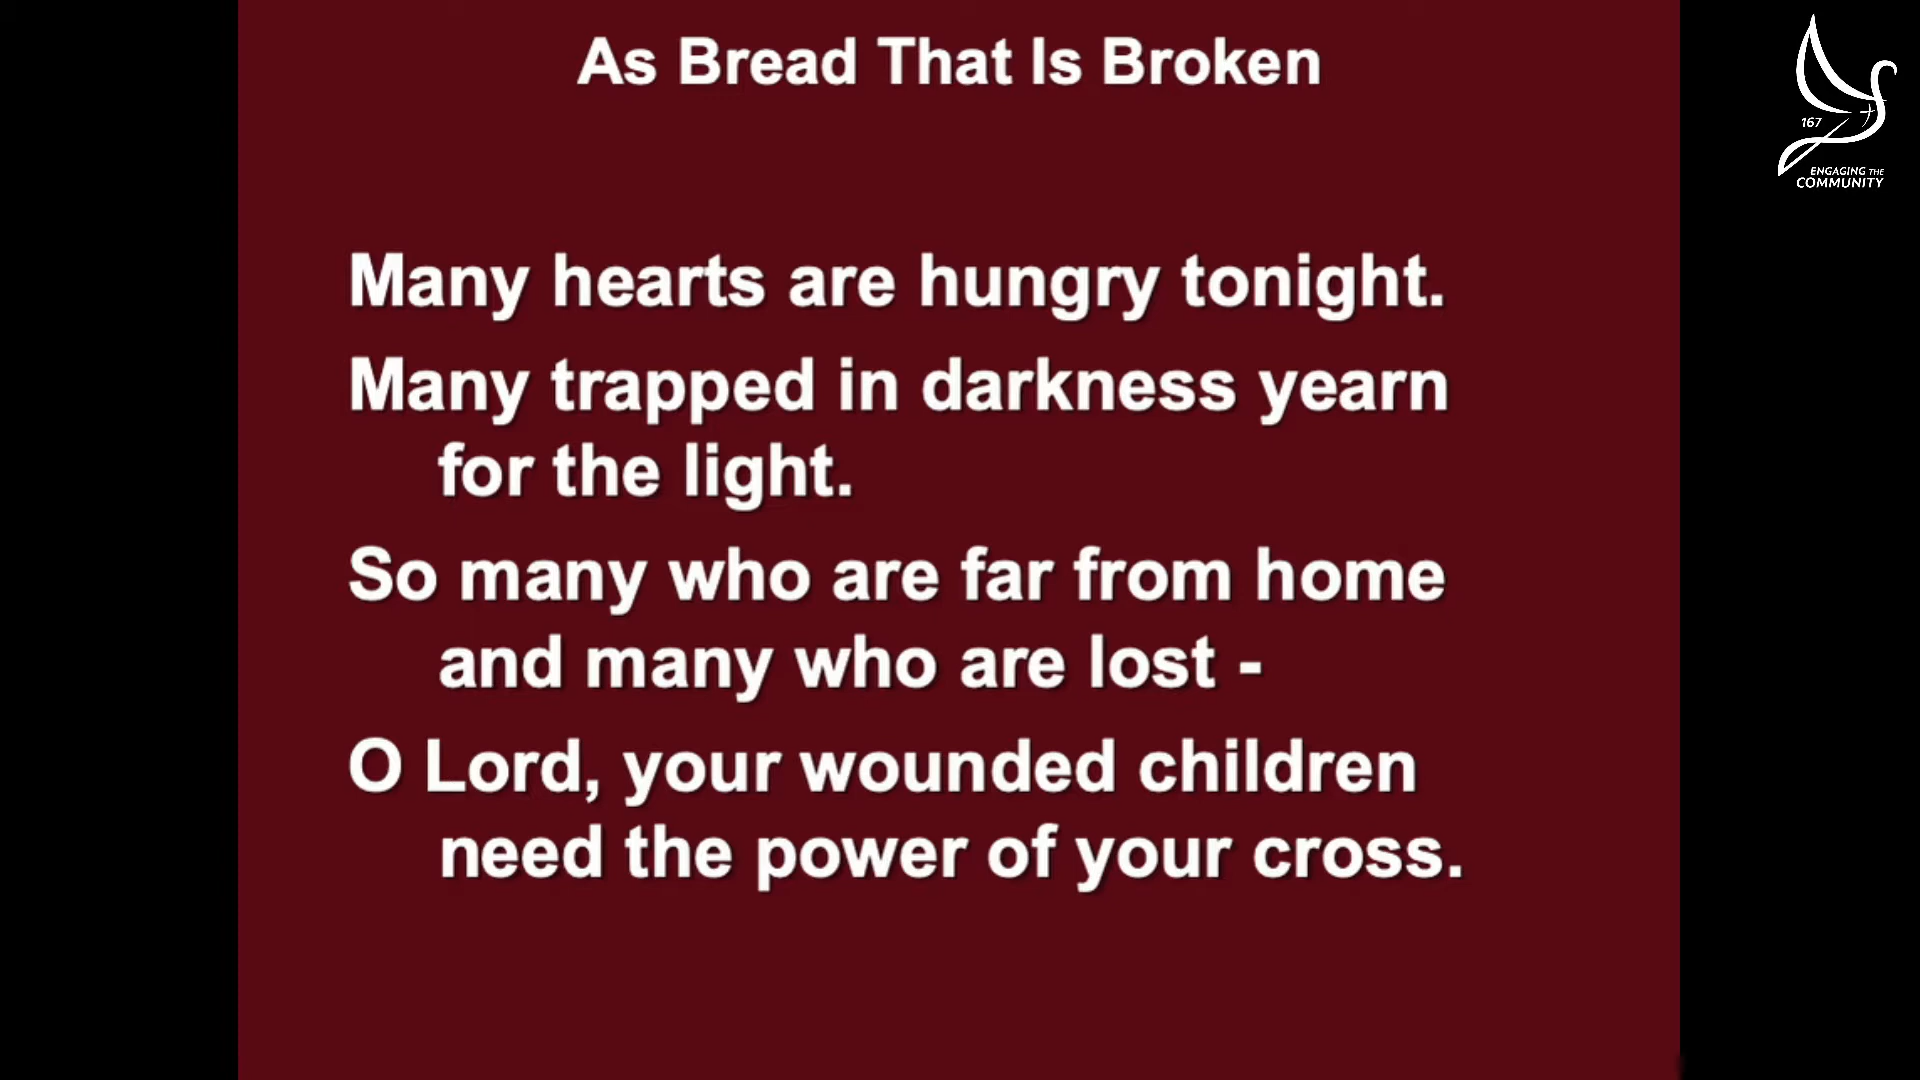 As Bread That Is Broken
167
ENGAGING THE
COMMUNITY
Many hearts are hungry tonight.
Many trapped in darkness yearn
for the light.
So many who are far from home
and many who are lost -
O Lord, your wounded children
need the power of your cross.